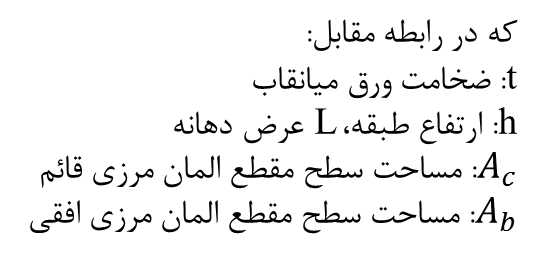 که در رابطه مقابل:
t: ضخامت ورق میانقاب
h: ارتفاع طبقه، L عرض دهانه
A_c: مساحت سطح مقطع المان مرزی قائم
A_b: مساحت سطح مقطع المان مرزی افقی